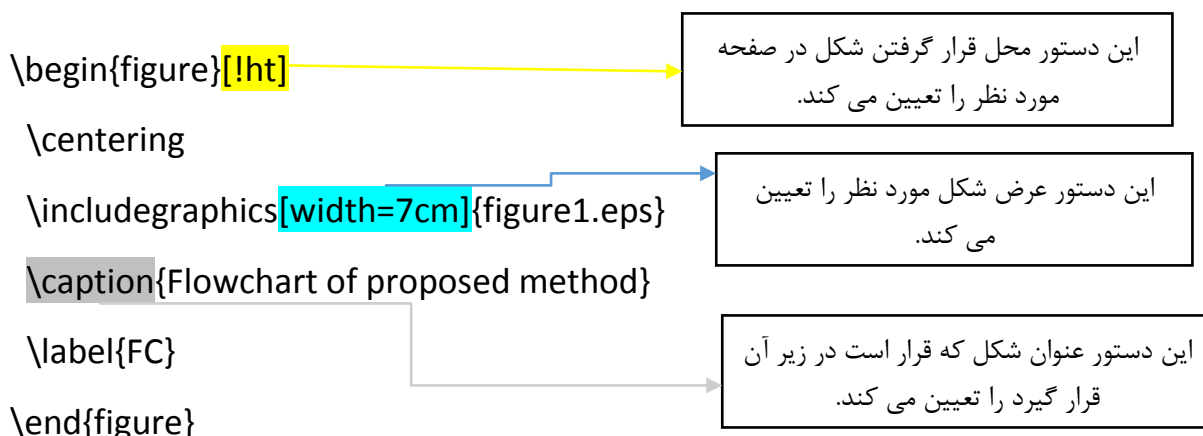 \begin{figure}[!ht]
این دستور محل قرار گرفتن شکل در صفحه
مورد نظر را تعیین می کند.
\centering
\includegraphics[width=7cm]{figure1.eps}
این دستور عرض شکل مورد نظر را تعیین
می کند.
\caption{Flowchart of proposed method}
\label{FC}
این دستور عنوان شکل که قرار است در زیر آن
قرار گیرد را تعیین می کند.
\end{figure}